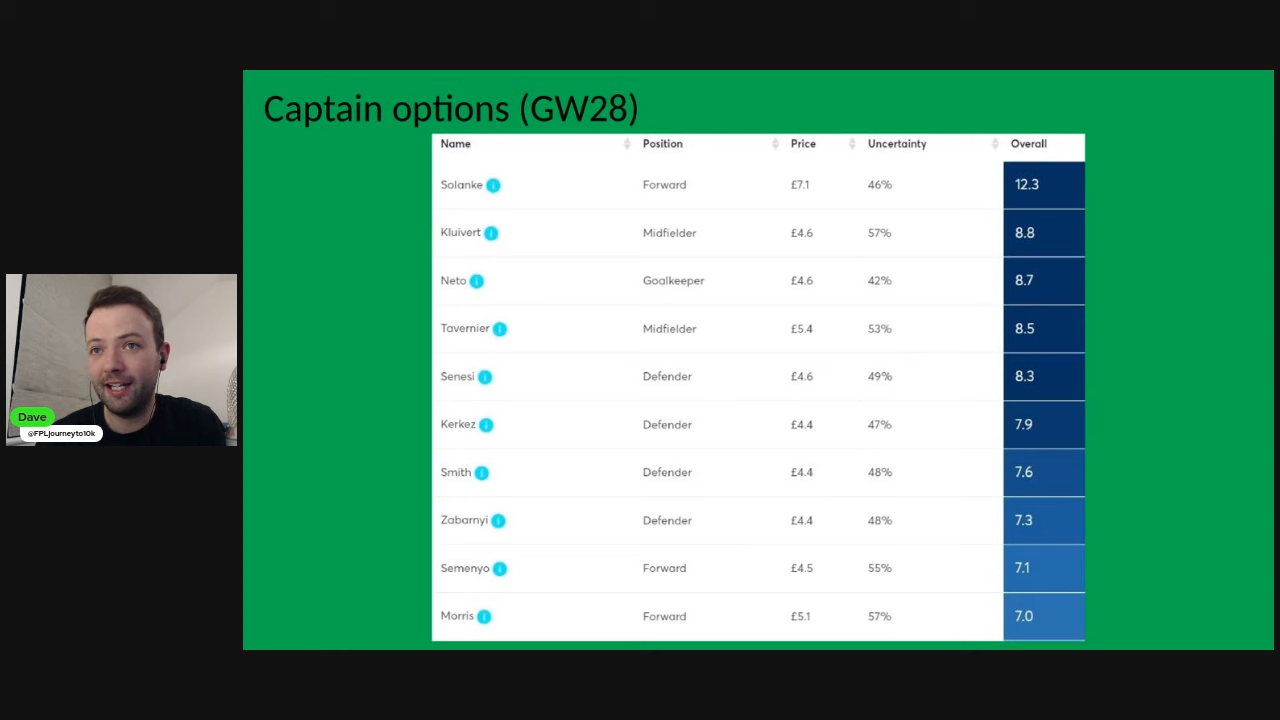 Captain options (GW28)
Name Position Price Uncertainty Overall
Solanke Forward £7.1 46% 12.3
Kluivert Midfielder £4.6 57% 8.8
Neto Goalkeeper £4.6 42% 8.7
Tavernier Midfielder £5.4 53% 8.5
Senesi Defender £4.6 49% 8.3
Kerkez Defender £4.4 47% 7.9
Smith Defender £4.4 48% 7.6
Zabarnyi Defender £4.4 48% 7.3
Semenyo Forward £4.5 55% 7.1
Morris Forward £5.1 57% 7.0
Dave
@FPLjourneyto10k